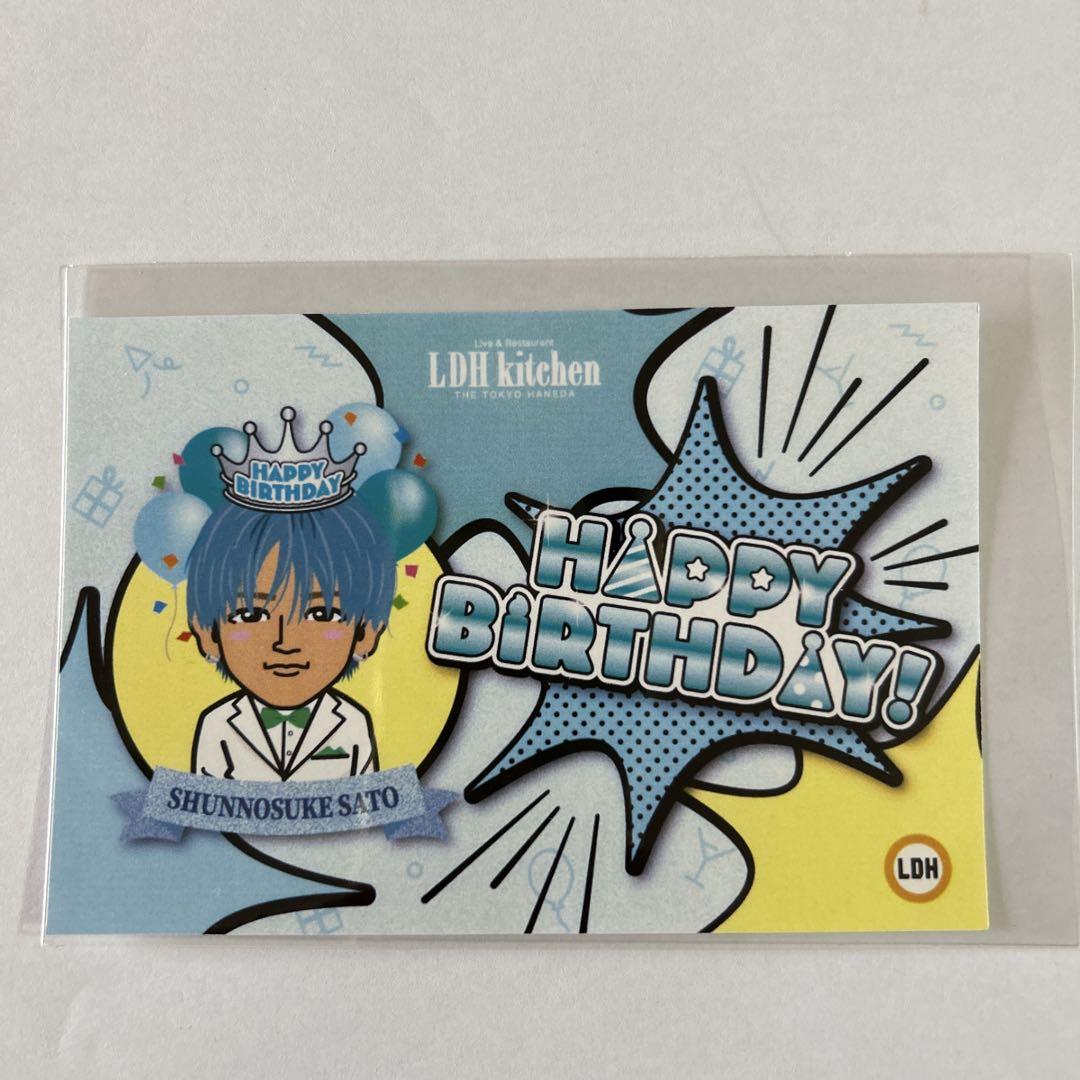 Live & Restaurant
LDH kitchen
THE TOKYO HANEDA
HAPPY
BIRTHDAY
HAPPY
BiRTHDAY!
SHUNNOSUKE SATO
LDH